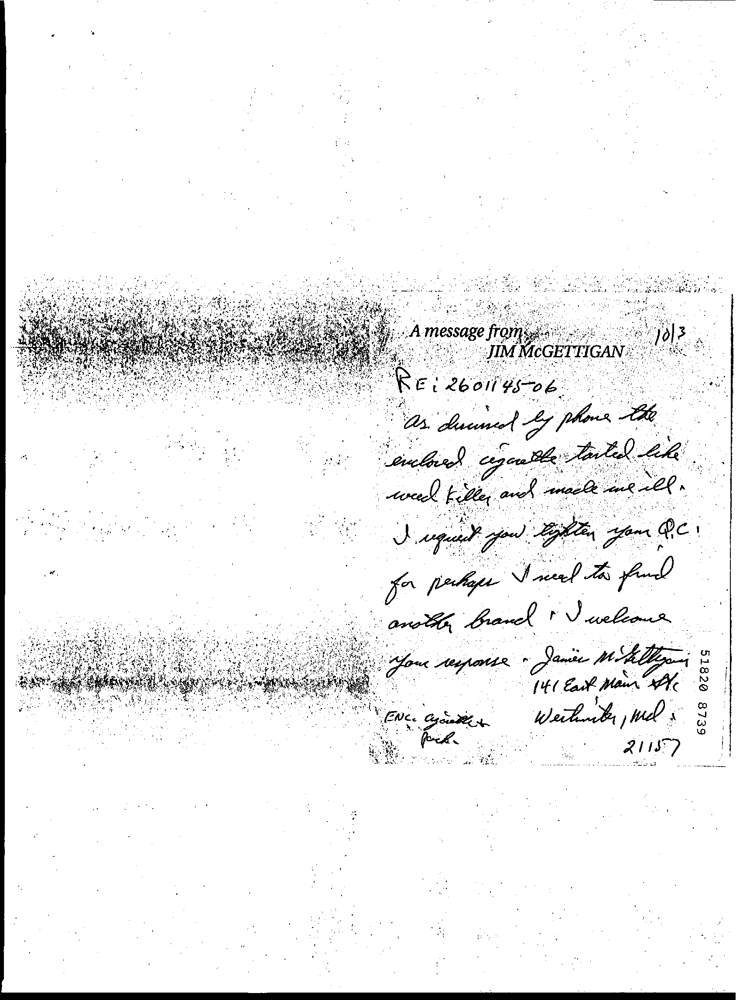 A message from
JIM McGETTIGAN
10/3
RE: 2601145-06
As discussed by phone the
enclosed cigarette tasted like
weed killer and made me ill.
I request you tighten your Q.C.
for perhaps I need to find
another brand. I welcome
your response. James McGettigan
141 East Main St
Westminster, Md.
21157
ENC. cigarette &
pack.
51820 8739